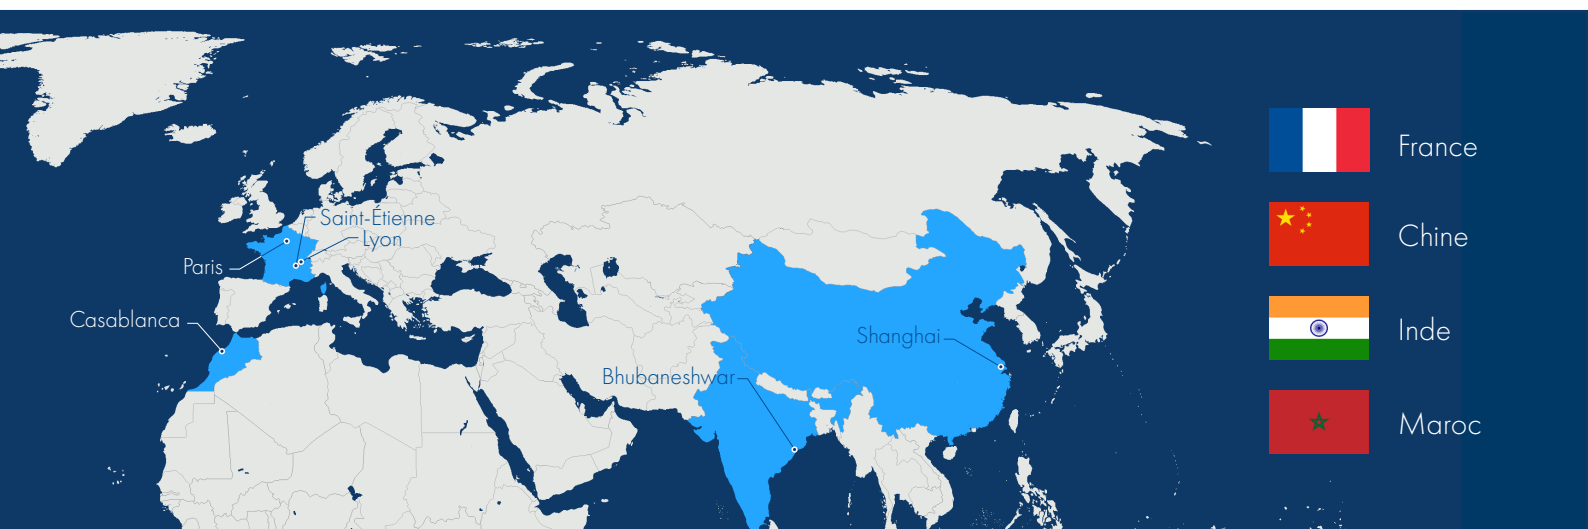 Saint-Étienne
Lyon
Paris
Casablanca
Shanghai
Bhubaneshwar
France
Chine
Inde
Maroc